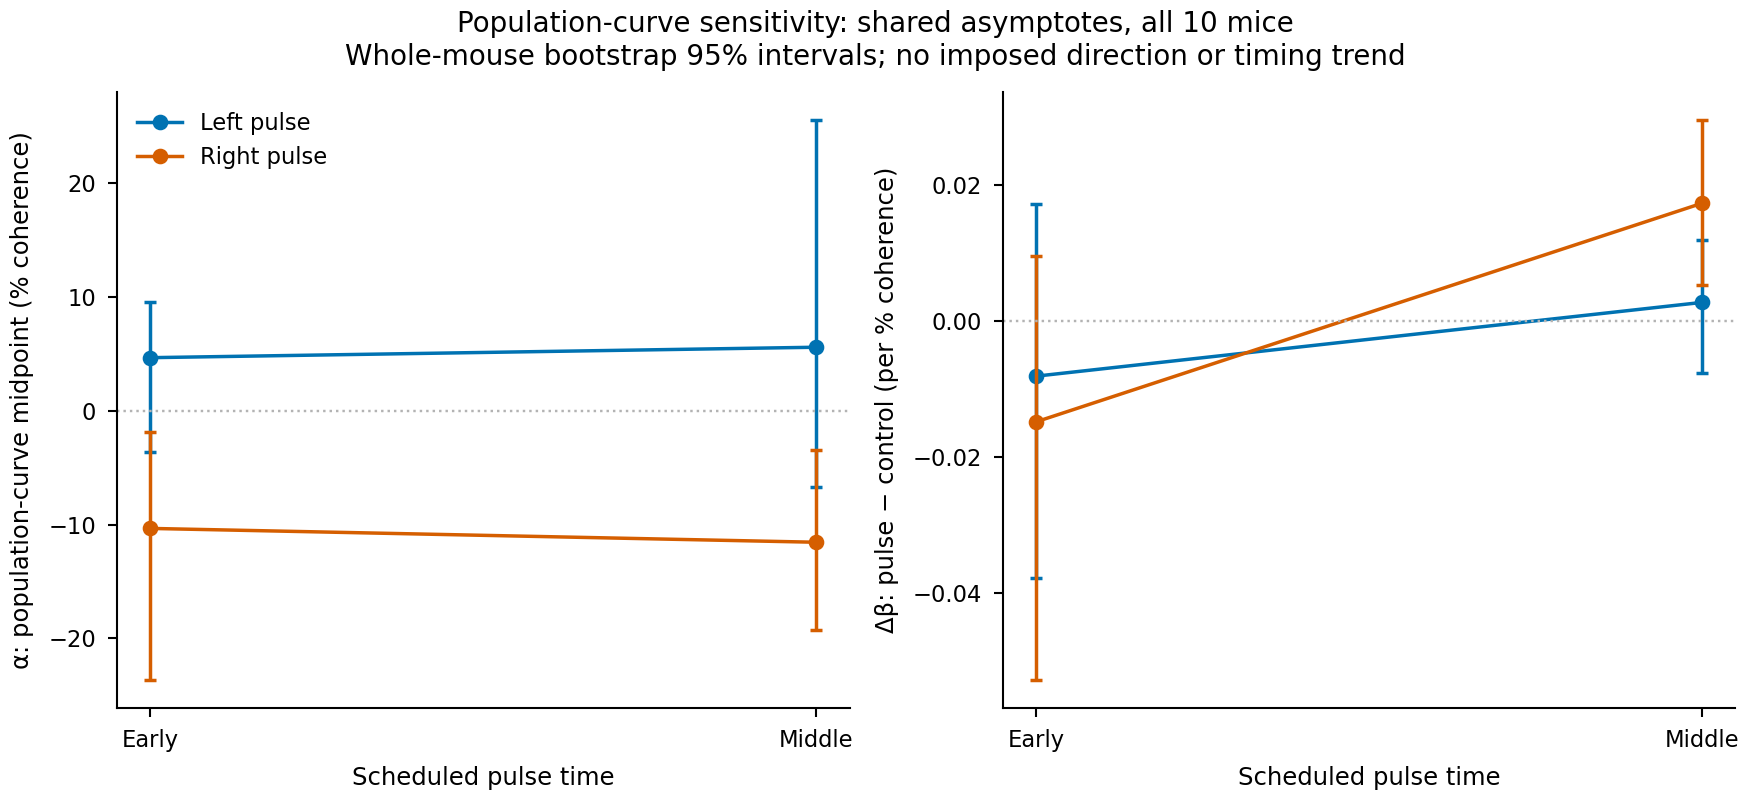 Population-curve sensitivity: shared asymptotes, all 10 mice
Whole-mouse bootstrap 95% intervals; no imposed direction or timing trend
α: population-curve midpoint (% coherence)
20
10
0
−10
−20
Left pulse
Right pulse
Early
Middle
Scheduled pulse time
Δβ: pulse − control (per % coherence)
0.02
0.00
−0.02
−0.04
Early
Middle
Scheduled pulse time